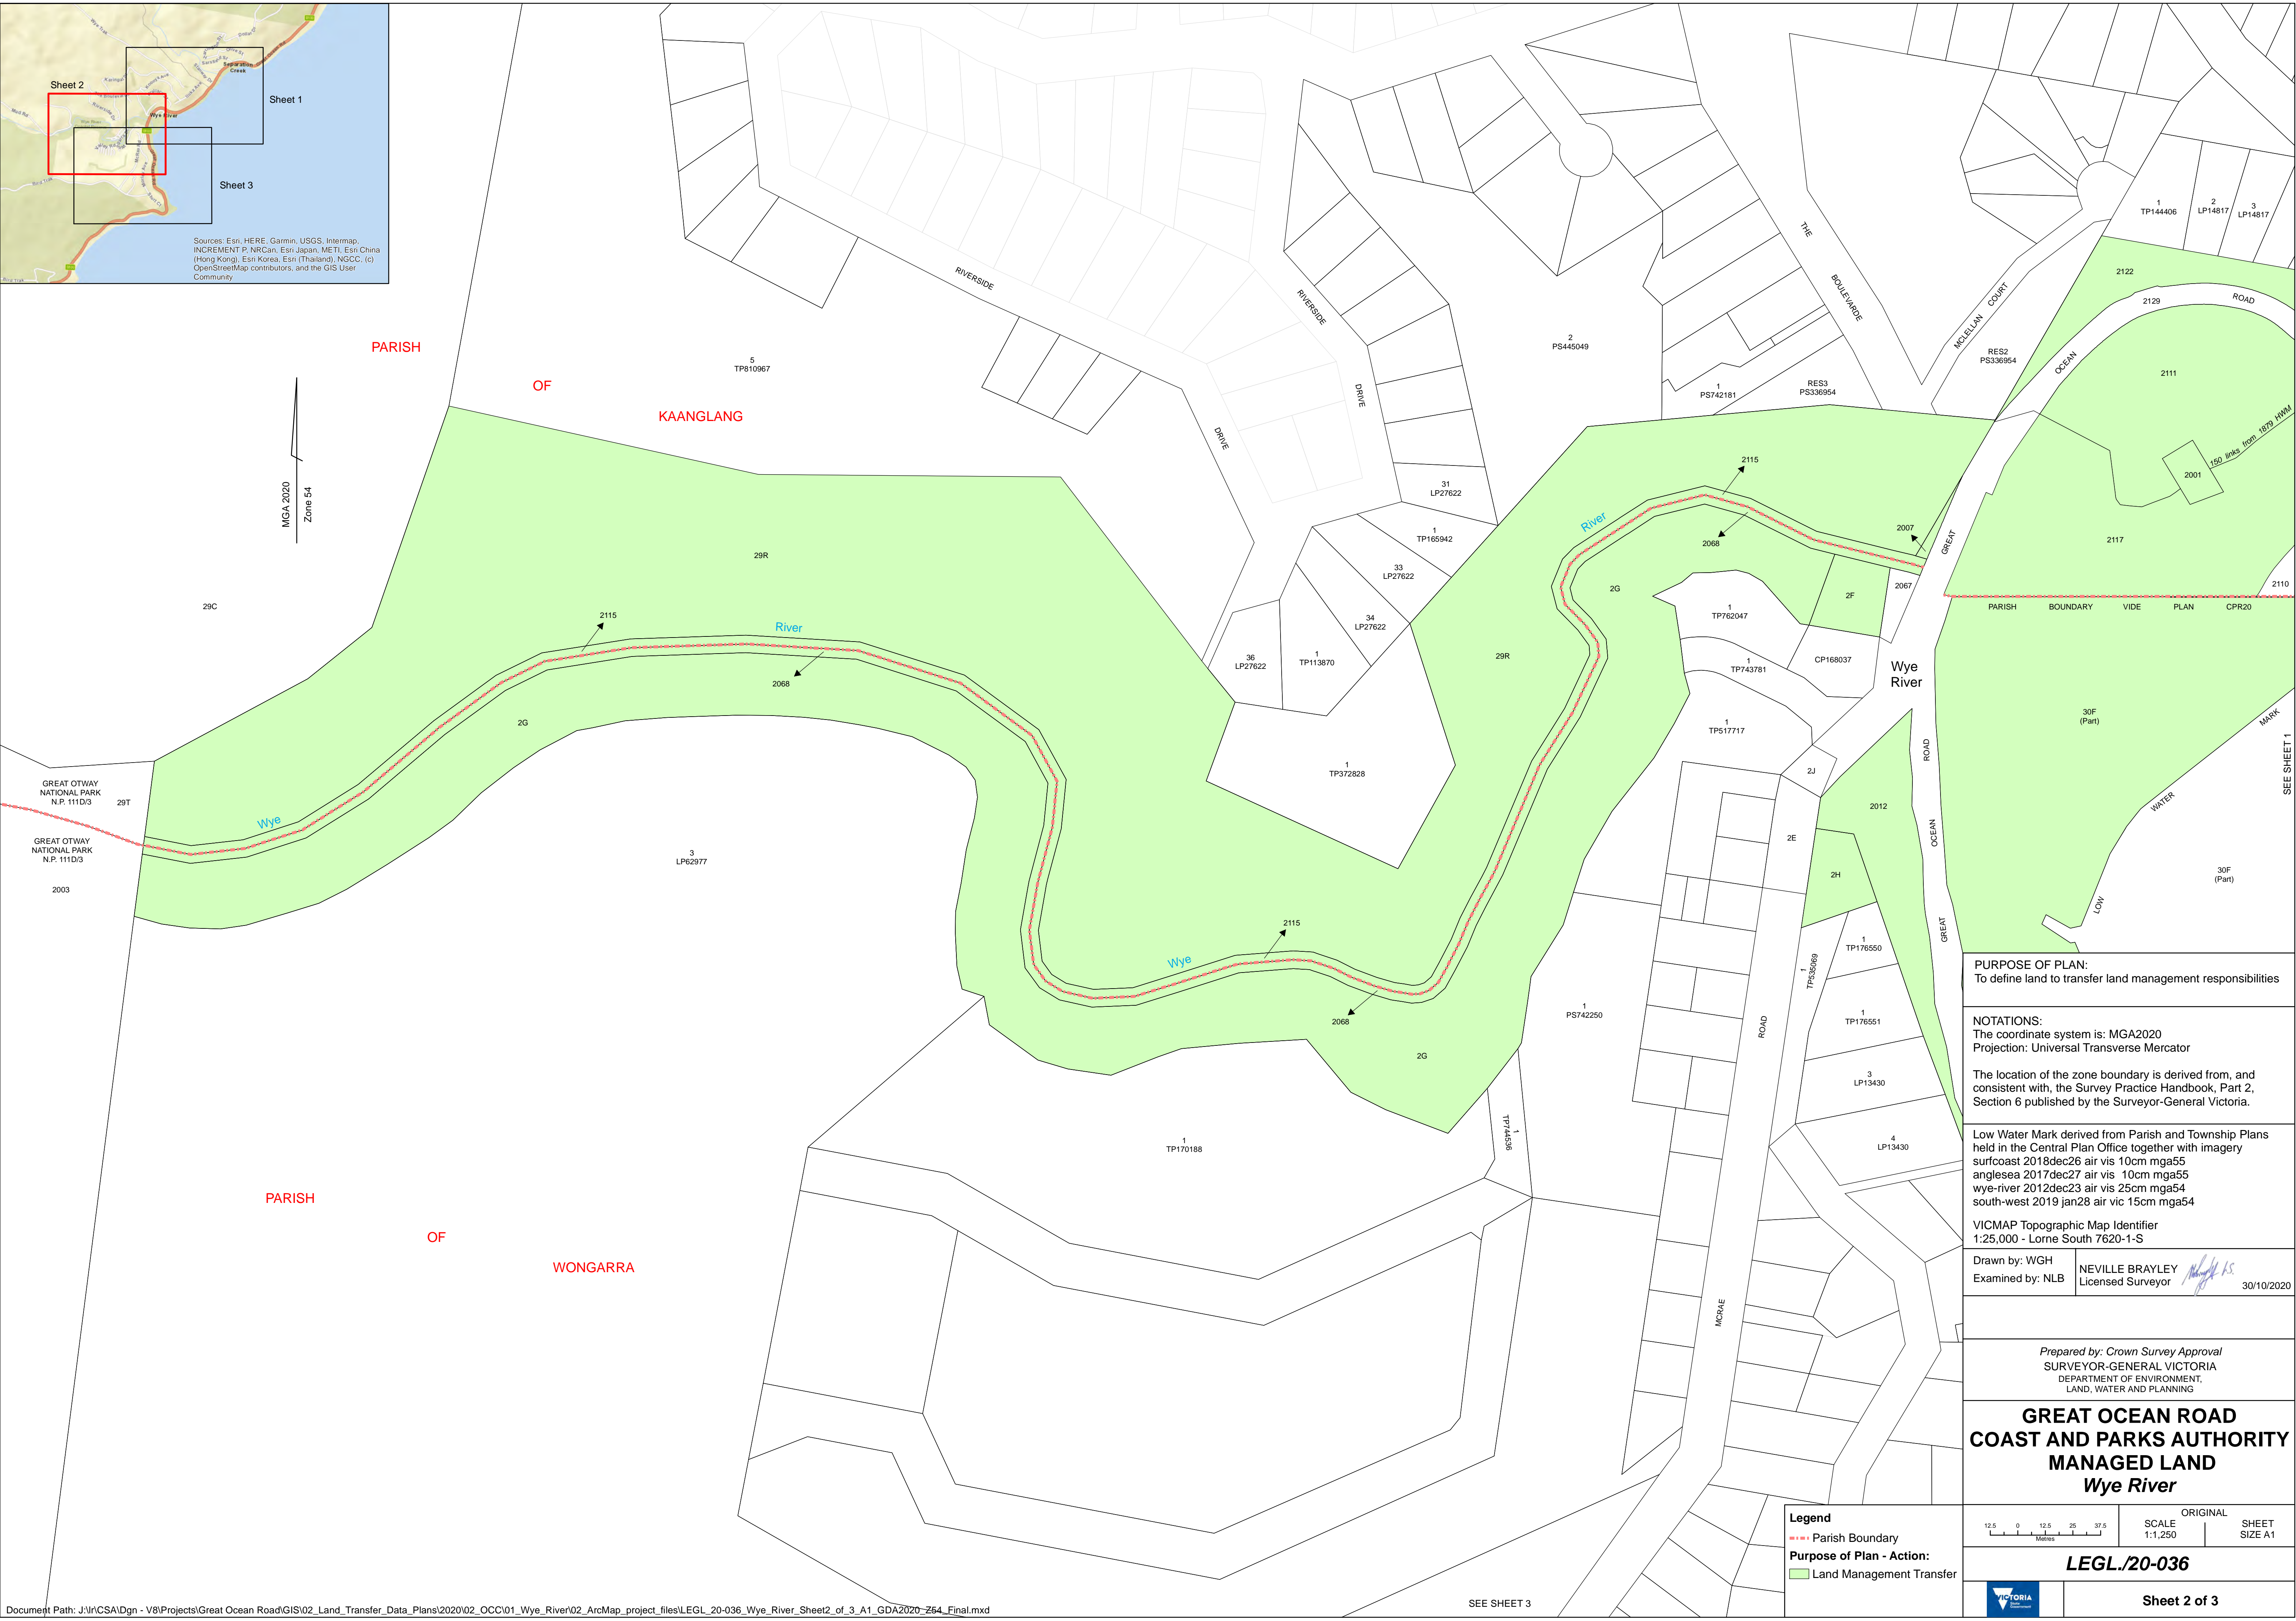 Sheet 2
Sheet 1
Sheet 3
Separation
Creek
Wye River
Sources: Esri, HERE, Garmin, USGS, Intermap,
INCREMENT P, NRCan, Esri Japan, METI, Esri China
(Hong Kong), Esri Korea, Esri (Thailand), NGCC, (c)
OpenStreetMap contributors, and the GIS User
Community
PARISH
OF
KAANGLANG
MGA 2020
Zone 54
5
TP810967
RIVERSIDE
DRIVE
RIVERSIDE
DRIVE
2
PS445049
THE
BOULEVARDE
MCLELLAN
COURT
1
TP144406
2
LP14817
3
LP14817
2122
2129
ROAD
OCEAN
GREAT
RES2
PS336954
RES3
PS336954
1
PS742181
2111
2001
150 links from 1879 HWM
2117
2110
PARISH BOUNDARY VIDE PLAN CPR20
31
LP27622
1
TP165942
33
LP27622
34
LP27622
1
TP113870
36
LP27622
1
TP372828
29C
29R
2115
River
2068
2G
Wye
29R
River
2115
2068
2007
2067
2G
2F
1
TP762047
1
TP743781
CP168037
Wye
River
1
TP517717
2J
2E
2012
2H
ROAD
OCEAN
GREAT
30F
(Part)
MARK
WATER
LOW
30F
(Part)
SEE SHEET 1
GREAT OTWAY
NATIONAL PARK
N.P. 111D/3
29T
GREAT OTWAY
NATIONAL PARK
N.P. 111D/3
2003
3
LP62977
Wye
2115
2068
2G
1
PS742250
1
TP176550
1
TP535069
1
TP176551
3
LP13430
4
LP13430
ROAD
MCRAE
1
TP744536
1
TP170188
PARISH
OF
WONGARRA
PURPOSE OF PLAN:
To define land to transfer land management responsibilities
NOTATIONS:
The coordinate system is: MGA2020
Projection: Universal Transverse Mercator
The location of the zone boundary is derived from, and
consistent with, the Survey Practice Handbook, Part 2,
Section 6 published by the Surveyor-General Victoria.
Low Water Mark derived from Parish and Township Plans
held in the Central Plan Office together with imagery
surfcoast 2018dec26 air vis 10cm mga55
anglesea 2017dec27 air vis 10cm mga55
wye-river 2012dec23 air vis 25cm mga54
south-west 2019 jan28 air vic 15cm mga54
VICMAP Topographic Map Identifier
1:25,000 - Lorne South 7620-1-S
Drawn by: WGH
Examined by: NLB
NEVILLE BRAYLEY
Licensed Surveyor
30/10/2020
Prepared by: Crown Survey Approval
SURVEYOR-GENERAL VICTORIA
DEPARTMENT OF ENVIRONMENT,
LAND, WATER AND PLANNING
GREAT OCEAN ROAD
COAST AND PARKS AUTHORITY
MANAGED LAND
Wye River
12.5 0 12.5 25 37.5
Metres
ORIGINAL
SCALE
1:1,250
SHEET
SIZE A1
LEGL./20-036
VICTORIA
State
Government
Sheet 2 of 3
Legend
Parish Boundary
Purpose of Plan - Action:
Land Management Transfer
SEE SHEET 3
Document Path: J:\Ir\CSA\Dgn - V8\Projects\Great Ocean Road\GIS\02_Land_Transfer_Data_Plans\2020\02_OCC\01_Wye_River\02_ArcMap_project_files\LEGL_20-036_Wye_River_Sheet2_of_3_A1_GDA2020_Z54_Final.mxd